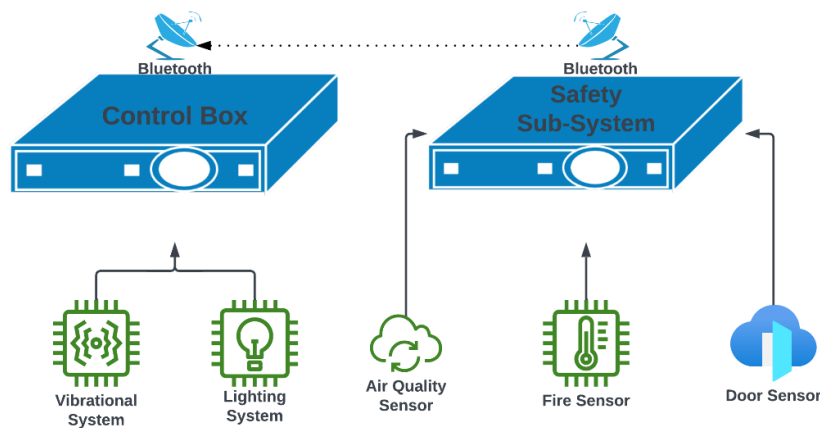 Bluetooth
Bluetooth
Control Box
Safety
Sub-System
Vibrational
System
Lighting
System
Air Quality
Sensor
Fire Sensor
Door Sensor